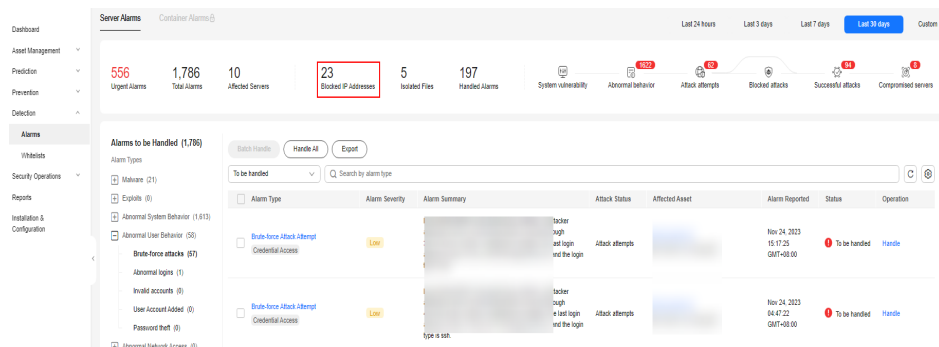 Dashboard
Asset Management
Prediction
Prevention
Detection
Alarms
Whitelists
Security Operations
Reports
Installation &
Configuration
Server Alarms
Container Alarms
Last 24 hours
Last 3 days
Last 7 days
Last 30 days
Custom
556
Urgent Alarms
1,786
Total Alarms
10
Affected Servers
23
Blocked IP Addresses
5
Isolated Files
197
Handled Alarms
System vulnerability
1622
Abnormal behavior
62
Attack attempts
Blocked attacks
94
Successful attacks
8
Compromised servers
Alarms to be Handled (1,786)
Alarm Types
Malware (21)
Exploits (0)
Abnormal System Behavior (1,613)
Abnormal User Behavior (58)
Brute-force attacks (57)
Abnormal logins (1)
Invalid accounts (0)
User Account Added (0)
Password theft (0)
Abnormal Network Access (0)
Batch Handle
Handle All
Export
To be handled
Search by alarm type
Alarm Type
Alarm Severity
Alarm Summary
Attack Status
Affected Asset
Alarm Reported
Status
Operation
Brute-force Attack Attempt
Credential Access
Low
tacker
ough
ast login
and the login
Attack attempts
Nov 24, 2023
15:17:25
GMT+08:00
To be handled
Handle
Brute-force Attack Attempt
Credential Access
Low
tacker
ough
e last login
and the login
type is ssh.
Attack attempts
Nov 24, 2023
04:47:22
GMT+08:00
To be handled
Handle